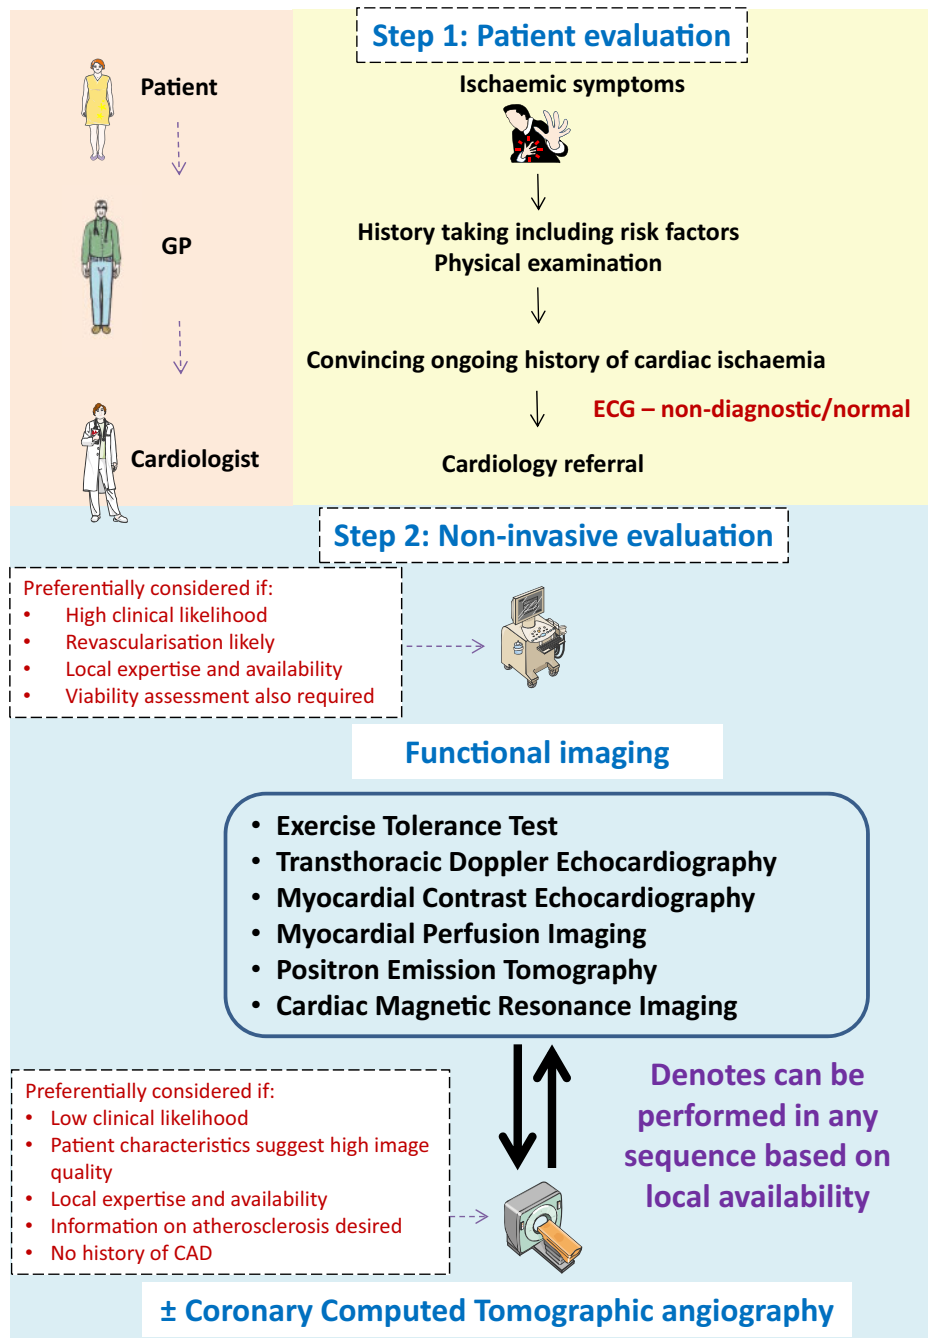 Step 1: Patient evaluation
Patient
GP
Cardiologist
Ischaemic symptoms
History taking including risk factors
Physical examination
Convincing ongoing history of cardiac ischaemia
ECG – non-diagnostic/normal
Cardiology referral
Step 2: Non-invasive evaluation
Preferentially considered if:
• High clinical likelihood
• Revascularisation likely
• Local expertise and availability
• Viability assessment also required
Functional imaging
• Exercise Tolerance Test
• Transthoracic Doppler Echocardiography
• Myocardial Contrast Echocardiography
• Myocardial Perfusion Imaging
• Positron Emission Tomography
• Cardiac Magnetic Resonance Imaging
Denotes can be
performed in any
sequence based on
local availability
Preferentially considered if:
• Low clinical likelihood
• Patient characteristics suggest high image
quality
• Local expertise and availability
• Information on atherosclerosis desired
• No history of CAD
± Coronary Computed Tomographic angiography